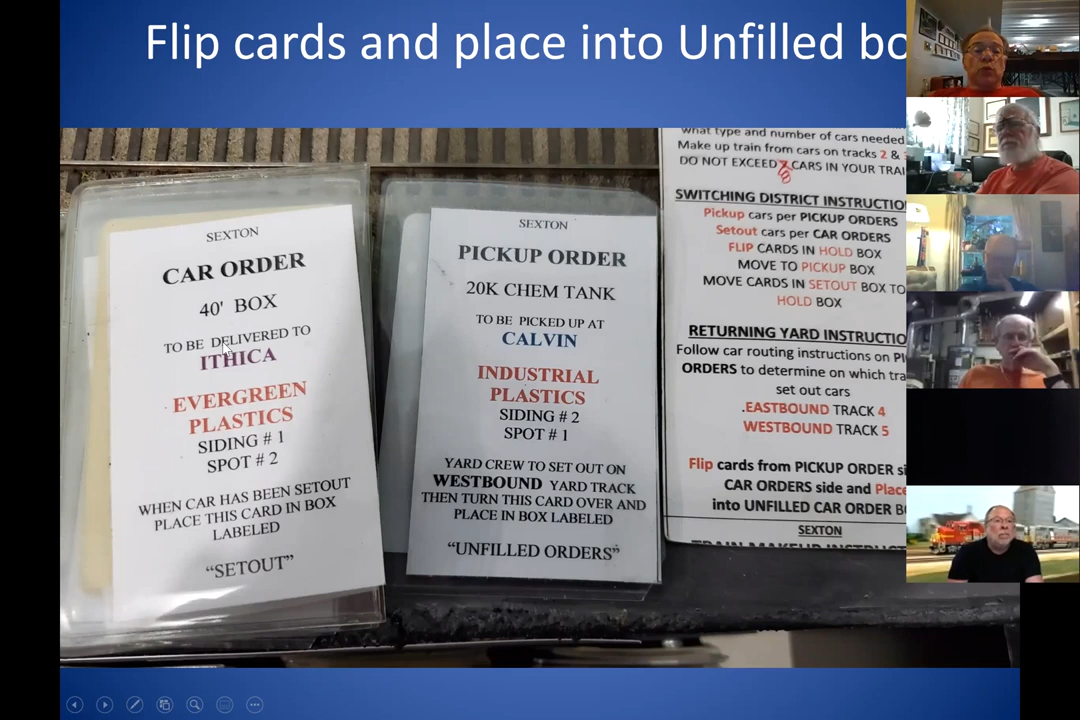 Flip cards and place into Unfilled bo
SEXTON
CAR ORDER
40' BOX
TO BE DELIVERED TO
ITHICA
EVERGREEN
PLASTICS
SIDING # 1
SPOT # 2
WHEN CAR HAS BEEN SETOUT
PLACE THIS CARD IN BOX
LABELED
“SETOUT”
SEXTON
PICKUP ORDER
20K CHEM TANK
TO BE PICKED UP AT
CALVIN
INDUSTRIAL
PLASTICS
SIDING # 2
SPOT # 1
YARD CREW TO SET OUT ON
WESTBOUND YARD TRACK
THEN TURN THIS CARD OVER AND
PLACE IN BOX LABELED
“UNFILLED ORDERS”
what type and number of cars needed
Make up train from cars on tracks 2 &
DO NOT EXCEED 8 CARS IN YOUR TRAI
SWITCHING DISTRICT INSTRUCTIO
Pickup cars per PICKUP ORDERS
Setout cars per CAR ORDERS
FLIP CARDS IN HOLD BOX
MOVE TO PICKUP BOX
MOVE CARDS IN SETOUT BOX TO
HOLD BOX
RETURNING YARD INSTRUCTIO
Follow car routing instructions on PI
ORDERS to determine on which tra
set out cars
.EASTBOUND TRACK 4
WESTBOUND TRACK 5
Flip cards from PICKUP ORDER si
CAR ORDERS side and Place
into UNFILLED CAR ORDER B
SEXTON
TRAIN MAKEUP INSTRUCT